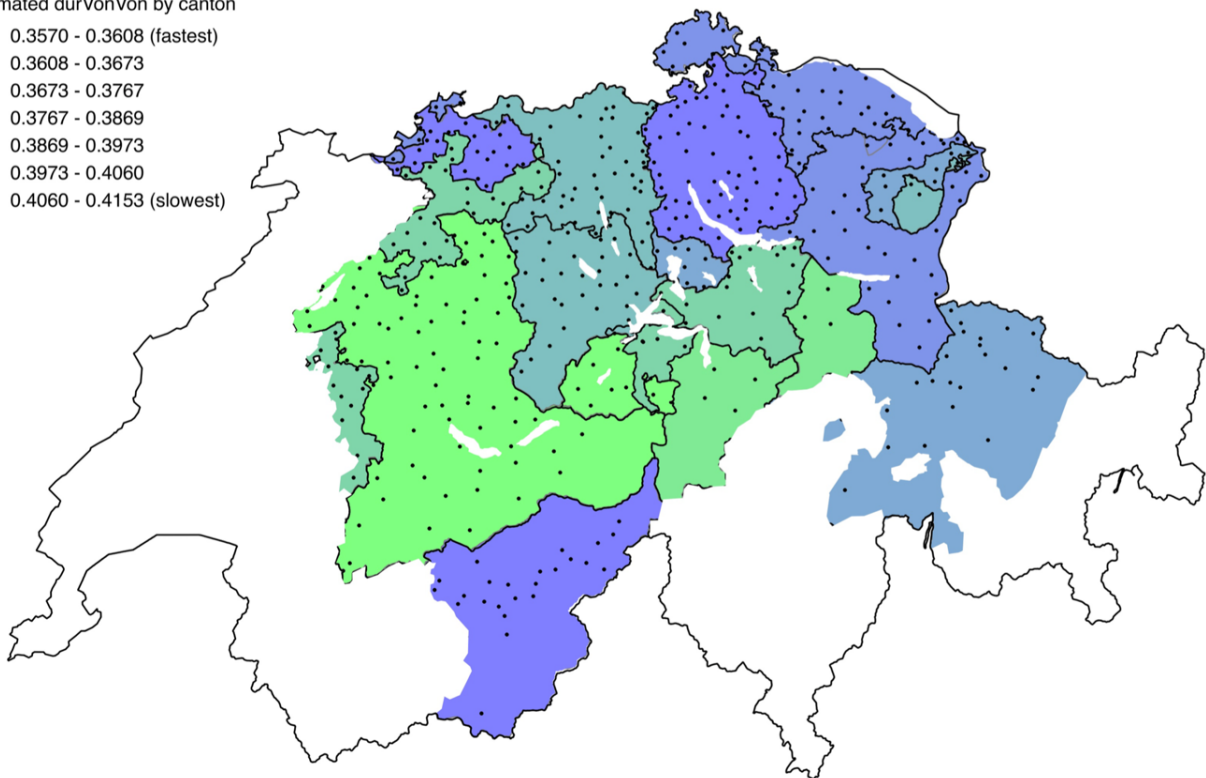 mated durVonVon by canton
0.3570 - 0.3608 (fastest)
0.3608 - 0.3673
0.3673 - 0.3767
0.3767 - 0.3869
0.3869 - 0.3973
0.3973 - 0.4060
0.4060 - 0.4153 (slowest)